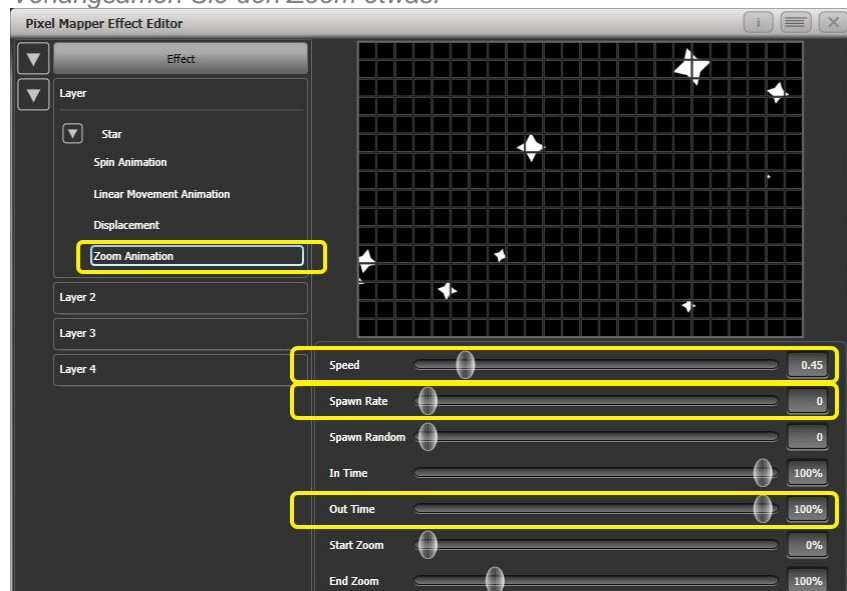 Verlangsamen Sie den Zoom etwas.
Pixel Mapper Effect Editor
i
Effect
Layer
Star
Spin Animation
Linear Movement Animation
Displacement
Zoom Animation
Layer 2
Layer 3
Layer 4
Speed 0.45
Spawn Rate 0
Spawn Random 0
In Time 100%
Out Time 100%
Start Zoom 0%
End Zoom 100%